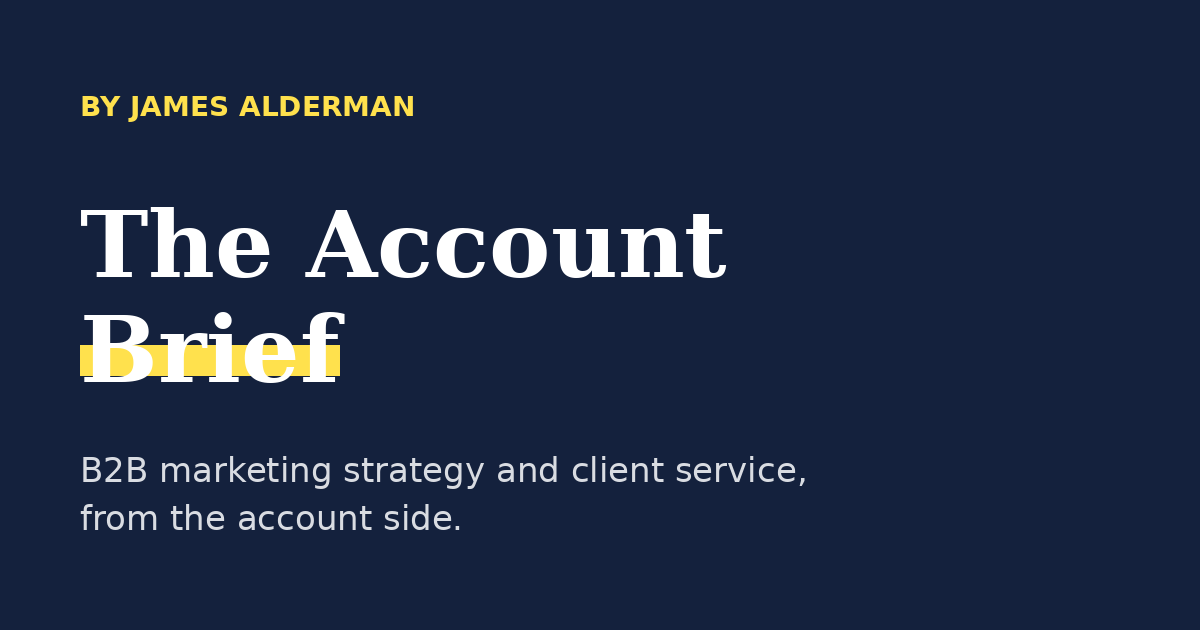 BY JAMES ALDERMAN
The Account
Brief
B2B marketing strategy and client service,
from the account side.